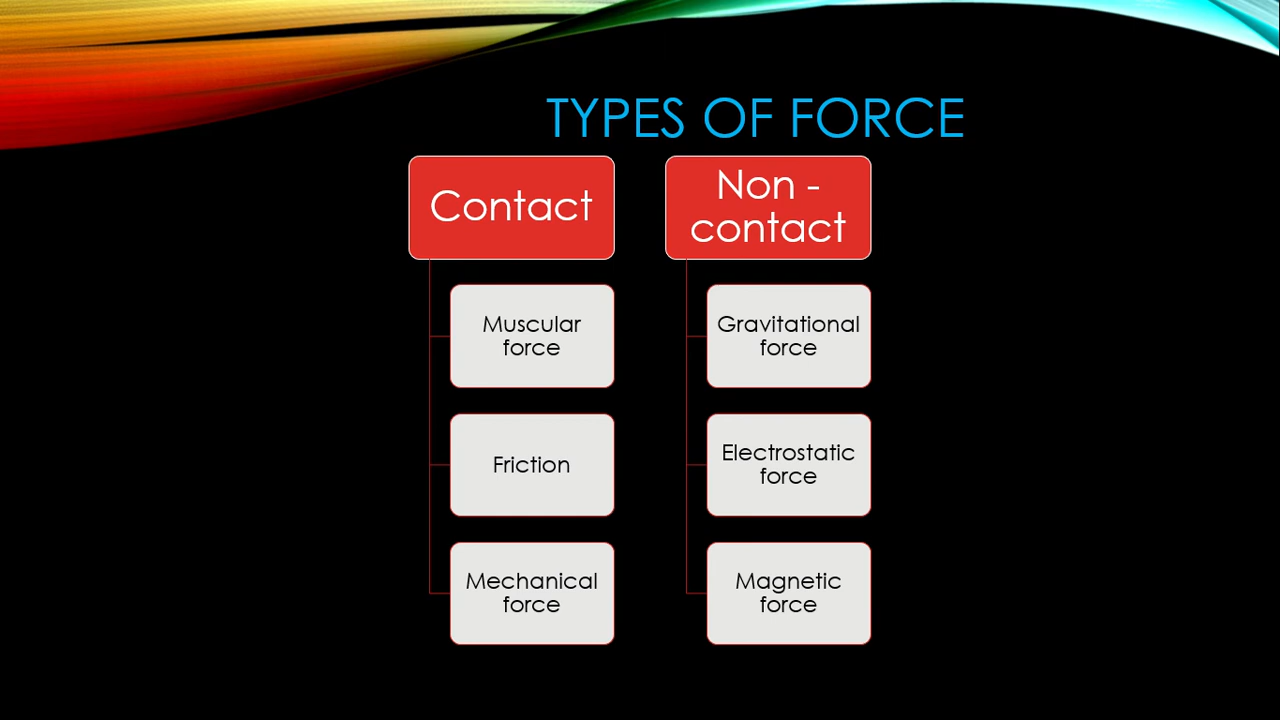 TYPES OF FORCE
Contact
Muscular
force
Friction
Mechanical
force
Non -
contact
Gravitational
force
Electrostatic
force
Magnetic
force